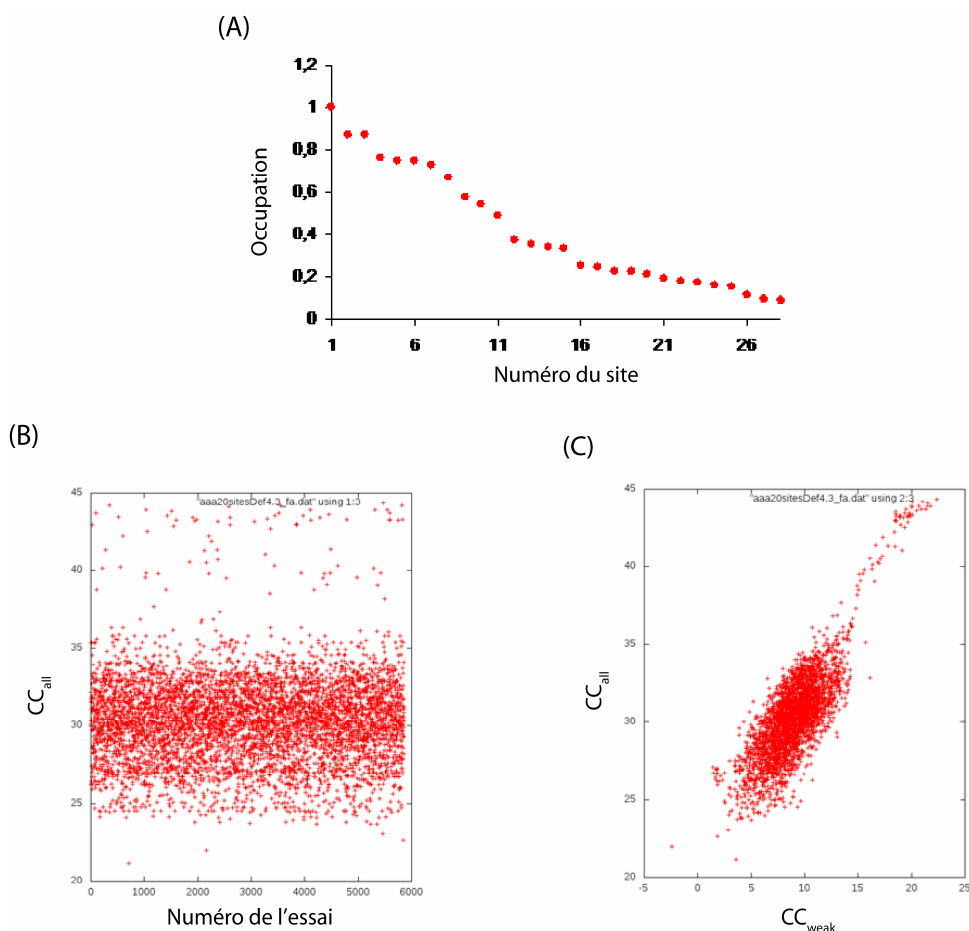 (A)
1,2
1
0,8
0,6
0,4
0,2
0
Occupation
1 6 11 16 21 26
Numéro du site
(B)
"aaa20sitesDef4.3_fa.dat" using 1:3
45
40
35
30
25
20
CCall
0 1000 2000 3000 4000 5000 6000
Numéro de l'essai
(C)
"aaa20sitesDef4.3_fa.dat" using 2:3
45
40
35
30
25
20
CCall
-5 0 5 10 15 20 25
CCweak